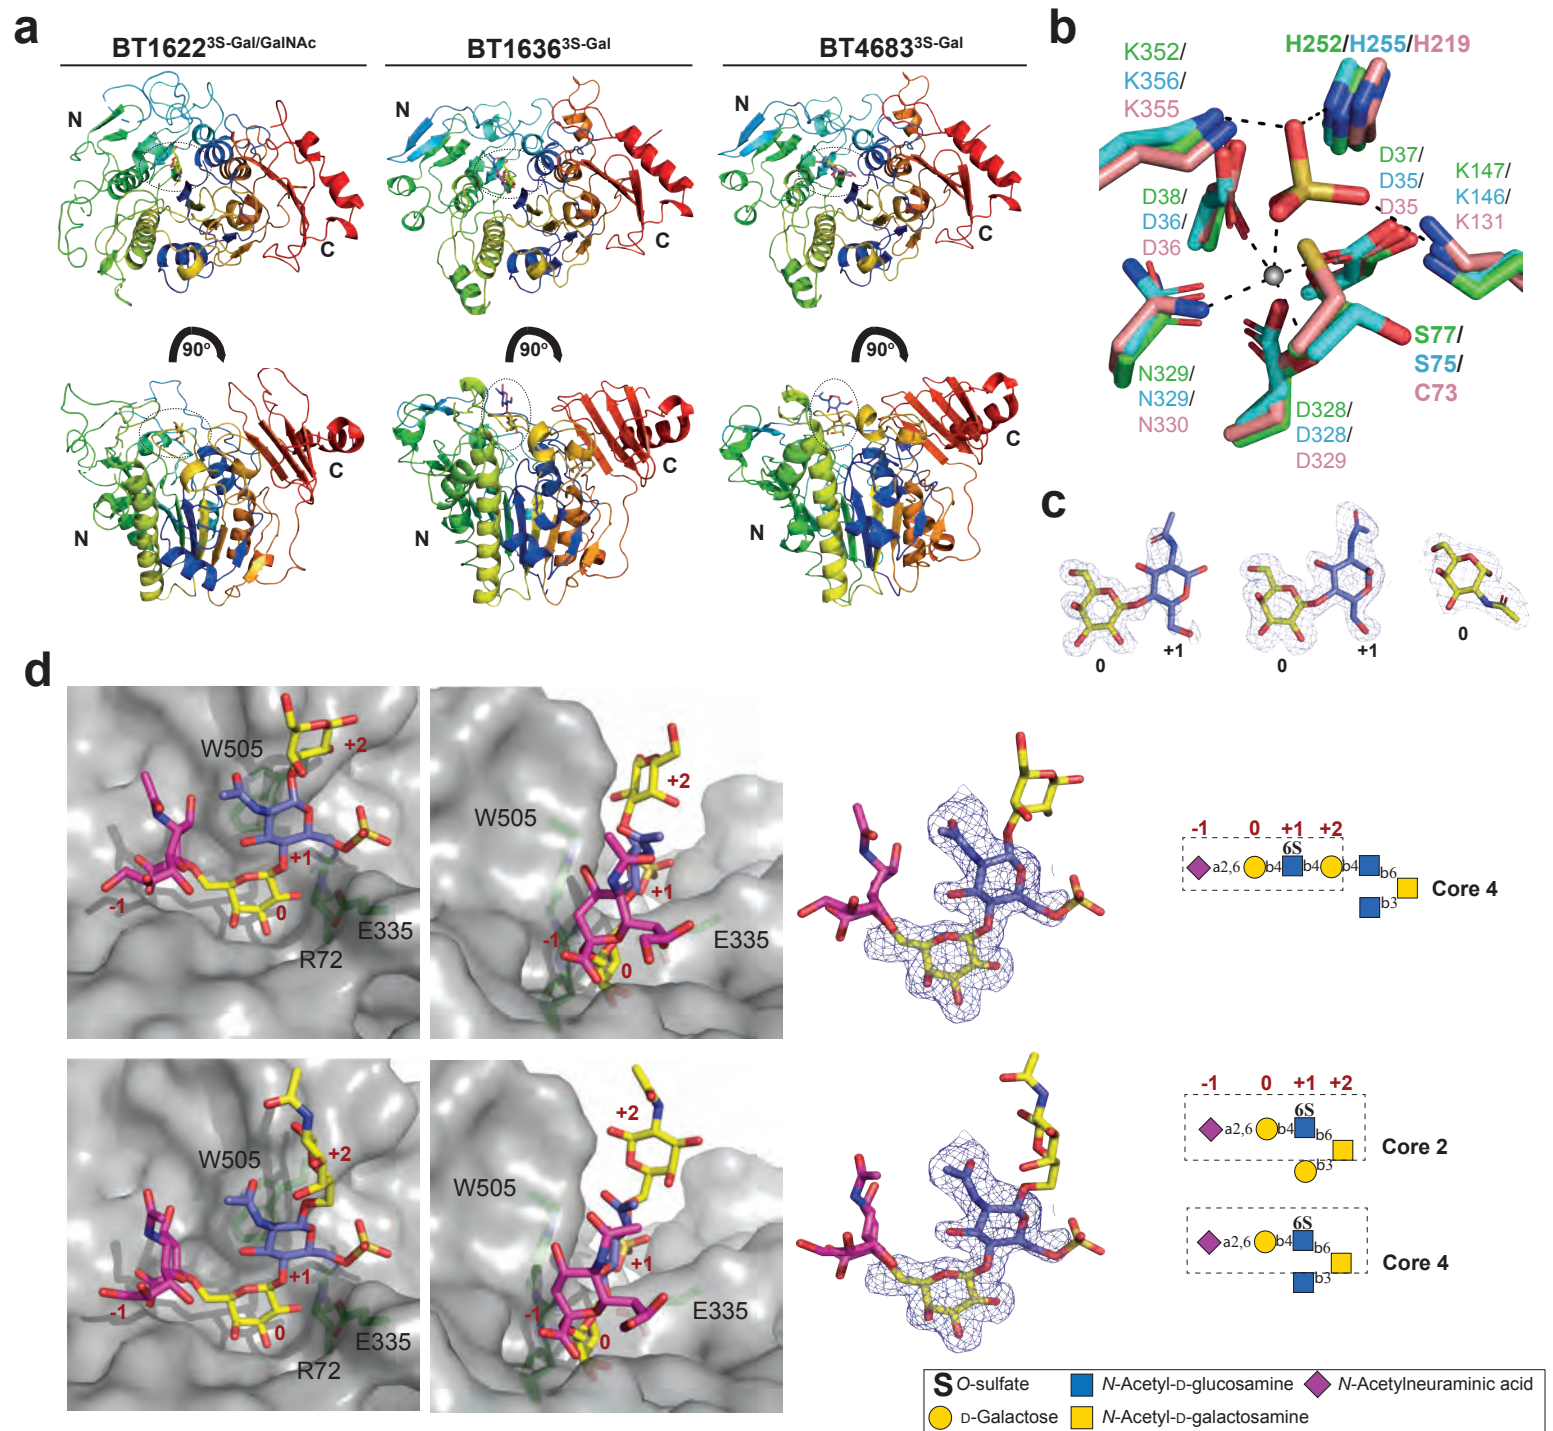 a
BT1622 3S-Gal/GalNAc
BT1636 3S-Gal
BT4683 3S-Gal
N
C
N
C
N
C
90º
90º
90º
N
C
N
C
N
C
b
K352/
K356/
K355
H252/H255/H219
D38/
D36/
D36
D37/
D35/
D35
K147/
K146/
K131
N329/
N329/
N330
D328/
D328/
D329
S77/
S75/
C73
c
0
+1
0
+1
0
d
W505
+2
+1
-1
0
E335
R72
W505
+2
+1
-1
0
E335
-1 0 +1 +2
6S
a2,6 b4 b4 b4 b6
b3
Core 4
W505
+2
+1
-1
0
E335
R72
+2
W505
+1
-1
0
E335
-1 0 +1 +2
6S
a2,6 b4 b6
b3
Core 2
6S
a2,6 b4 b6
b3
Core 4
S O-sulfate N-Acetyl-D-glucosamine N-Acetylneuraminic acid
D-Galactose N-Acetyl-D-galactosamine